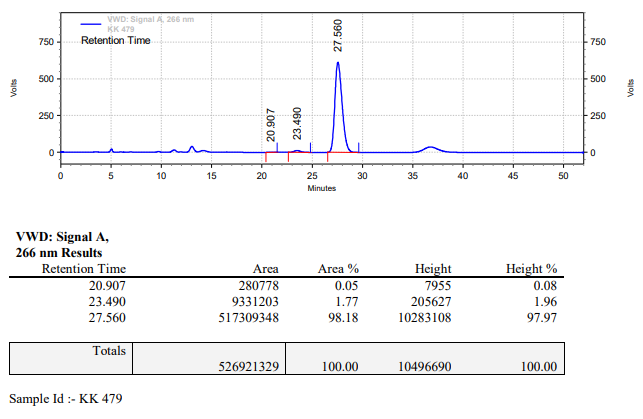 VWD: Signal A, 266 nm
KK 479
Retention Time
750
500
250
0
Volts
20.907
23.490
27.560
750
500
250
0
Volts
0 5 10 15 20 25 30 35 40 45 50
Minutes
VWD: Signal A,
266 nm Results
Retention Time Area Area % Height Height %
20.907 280778 0.05 7955 0.08
23.490 9331203 1.77 205627 1.96
27.560 517309348 98.18 10283108 97.97
Totals
526921329 100.00 10496690 100.00
Sample Id :- KK 479